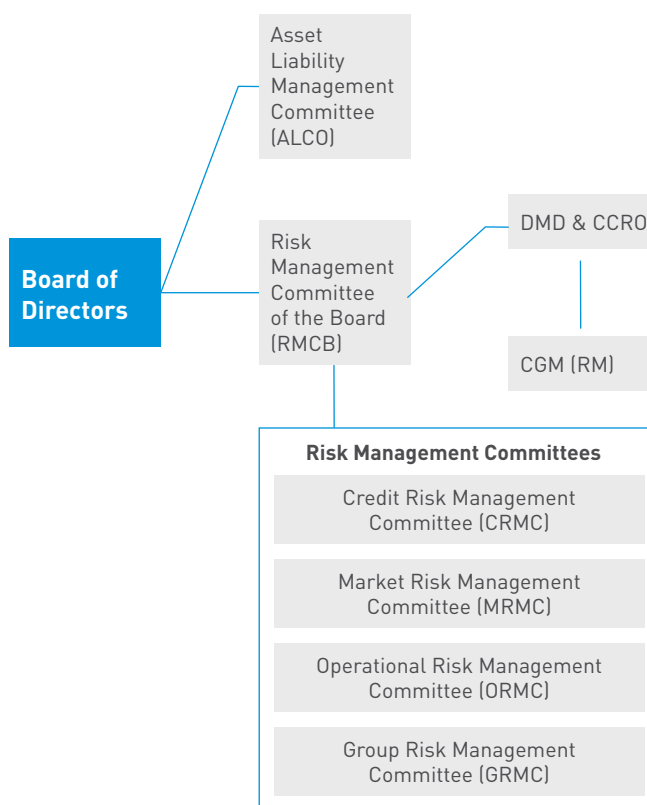 Asset
Liability
Management
Committee
(ALCO)
Board of
Directors
Risk
Management
Committee
of the Board
(RMCB)
DMD & CCRO
CGM (RM)
Risk Management Committees
Credit Risk Management
Committee (CRMC)
Market Risk Management
Committee (MRMC)
Operational Risk Management
Committee (ORMC)
Group Risk Management
Committee (GRMC)